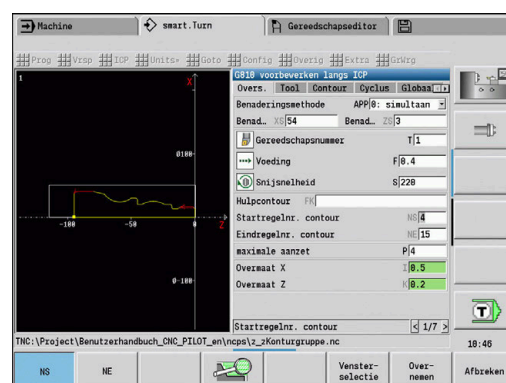 Machine
smart.Turn
Gereedschapseditor
Prog Vrsp ICP Units» Goto Config Overig Extra GrWrg
1
X
0100-
-100 -50 0 Z
0-100-
G810 voorbewerken langs ICP
Overs. Tool Contour Cyclus Globaa
Benaderingsmethode APP 0: simultaan
Benad… XS 54 Benad… ZS 3
Gereedschapsnummer T 1
Voeding F 0.4
Snijsnelheid S 220
Hulpcontour FK
Startregelnr. contour NS 4
Eindregelnr. contour NE 15
maximale aanzet P 4
Overmaat X I 0.5
Overmaat Z K 0.2
Startregelnr. contour < 1/7 >
TNC:\Project\Benutzerhandbuch_CNC_PILOT_en\ncps\z_zKonturgruppe.nc
T
10:46
NS
NE
Venster-
selectie
Over-
nemen
Afbreken